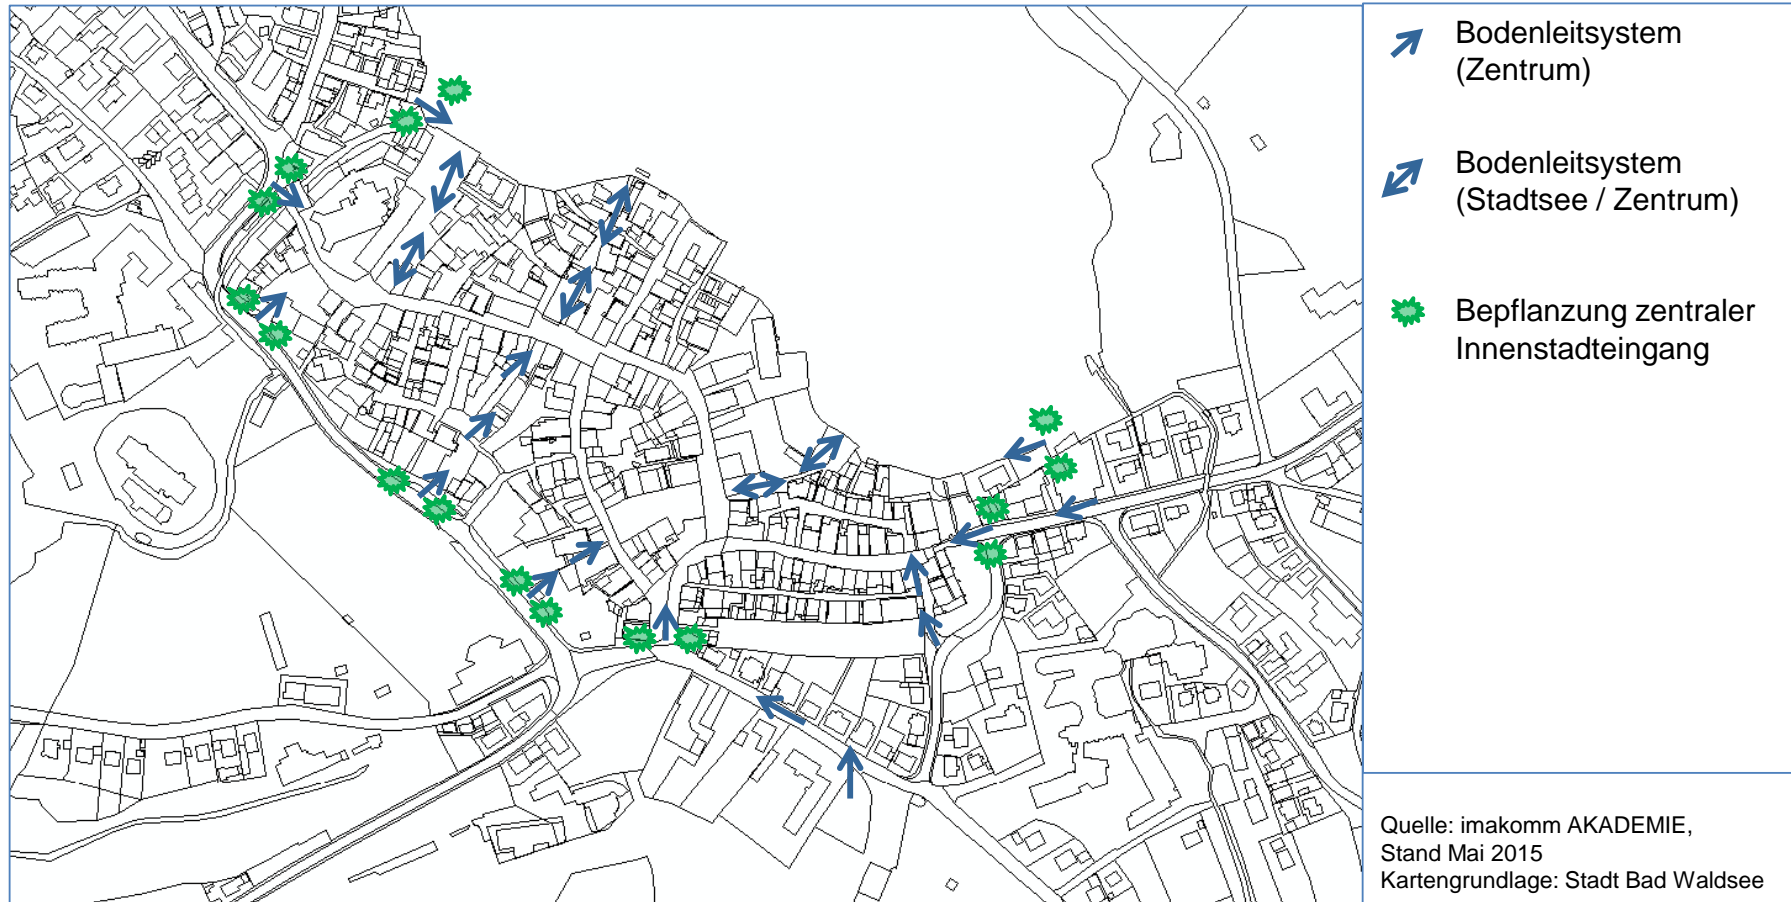 Bodenleitsystem
(Zentrum)
Bodenleitsystem
(Stadtsee / Zentrum)
Bepflanzung zentraler
Innenstadteingang
Quelle: imakomm AKADEMIE,
Stand Mai 2015
Kartengrundlage: Stadt Bad Waldsee